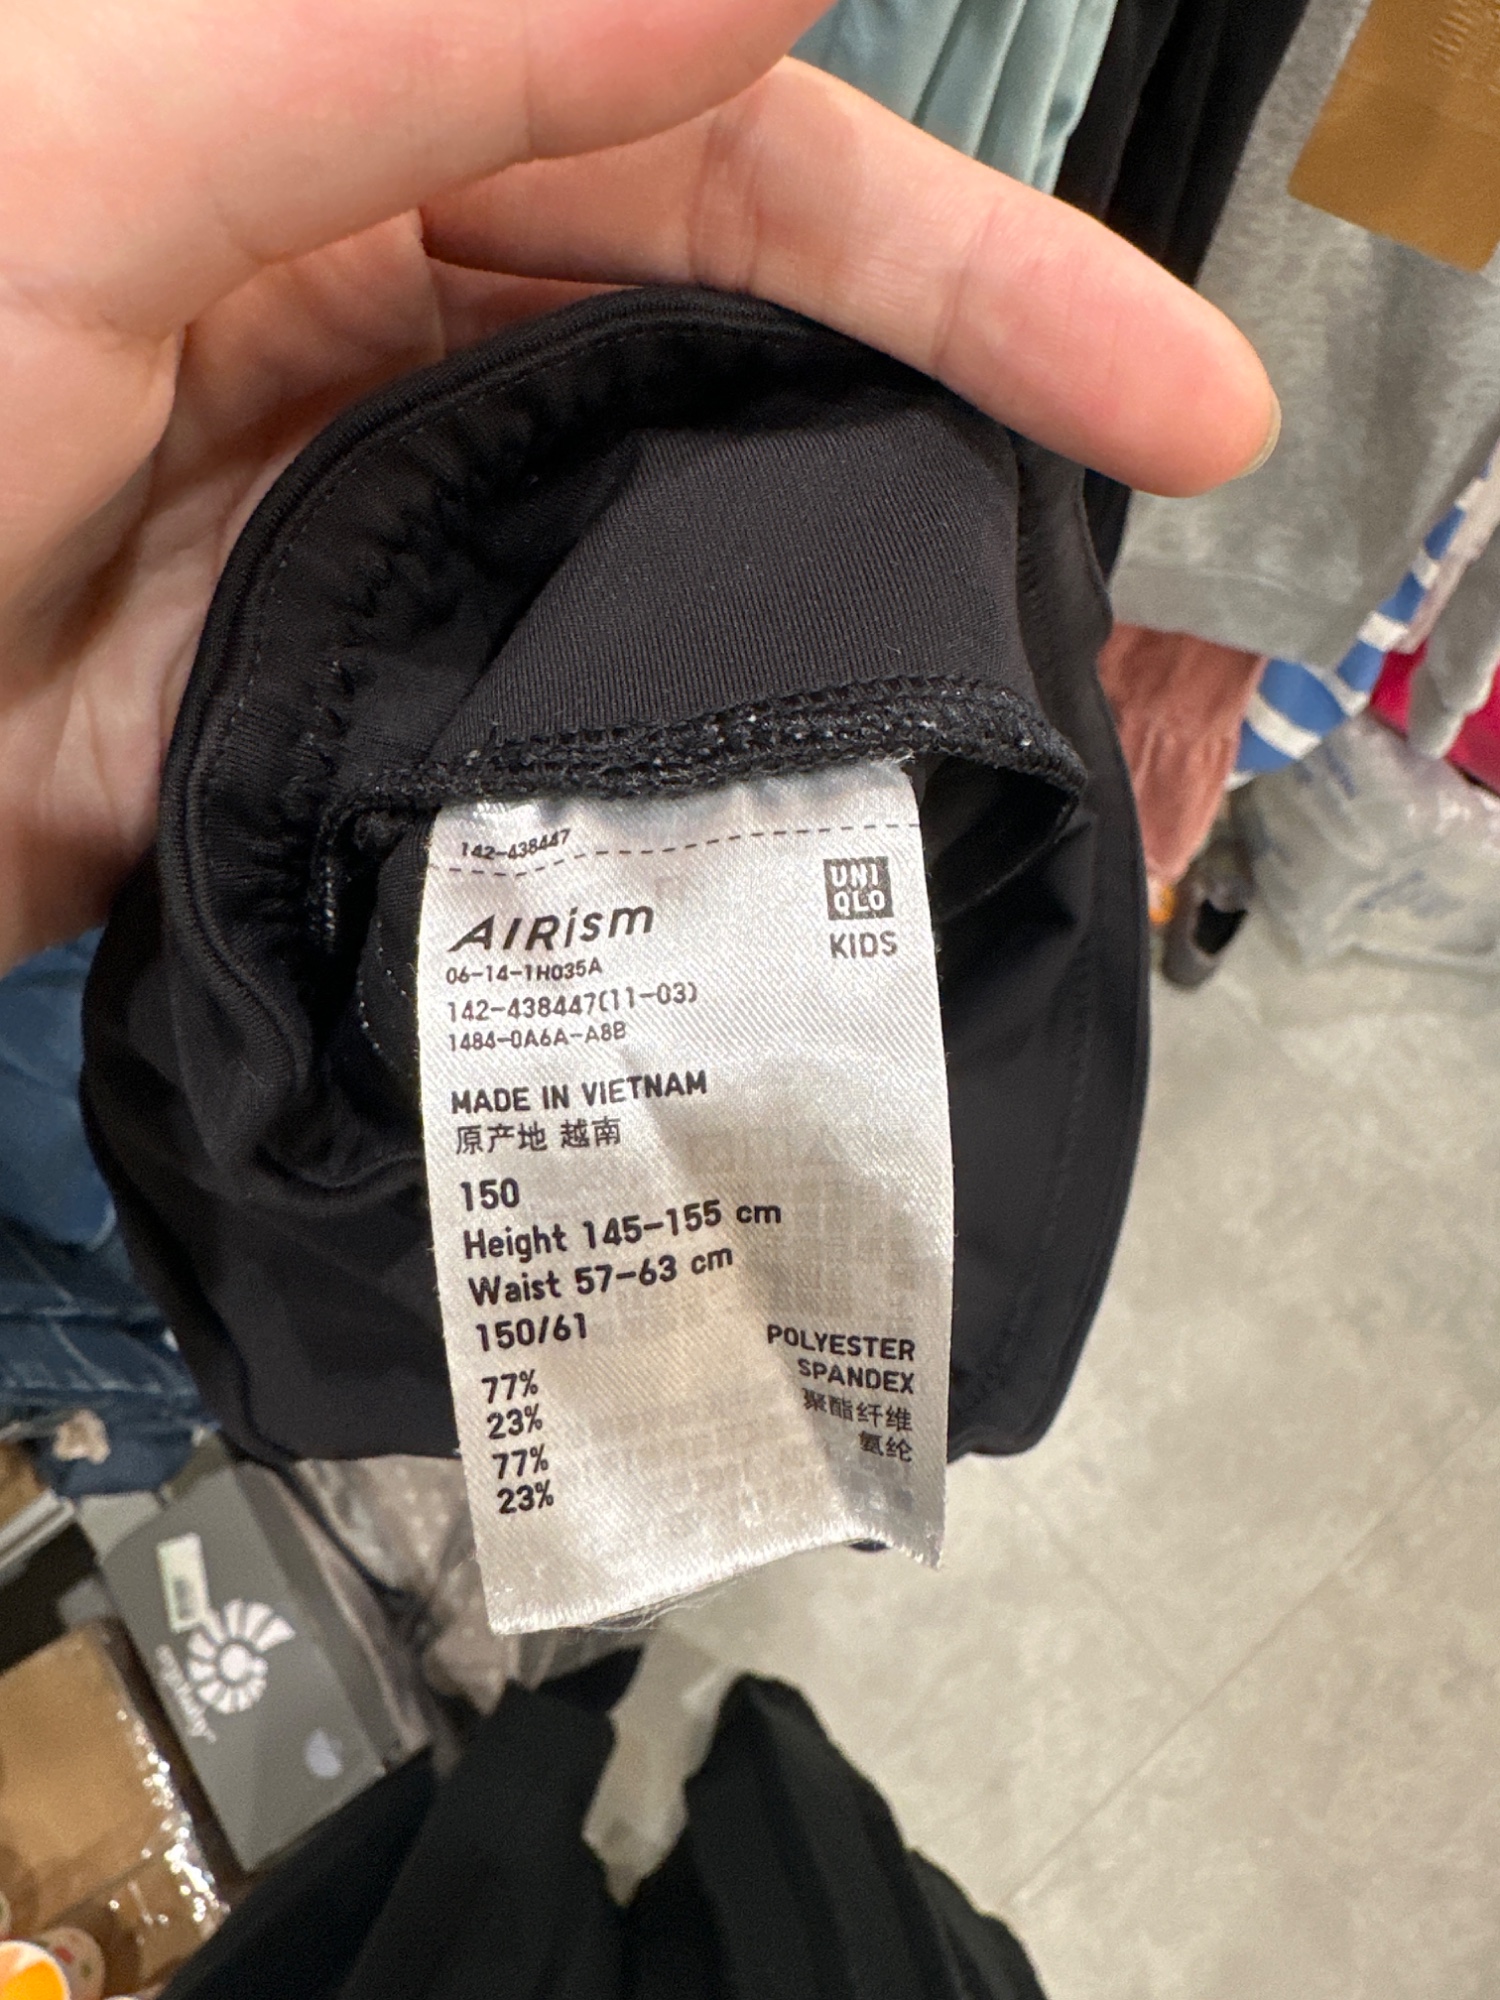 142-438447
AIRism
UNI
QLO
KIDS
06-14-1H035A
142-438447(11-03)
1484-0A6A-A8B
MADE IN VIETNAM
原产地 越南
150
Height 145-155 cm
Waist 57-63 cm
150/61
77% POLYESTER
23% SPANDEX
77% 聚酯纤维
23% 氨纶